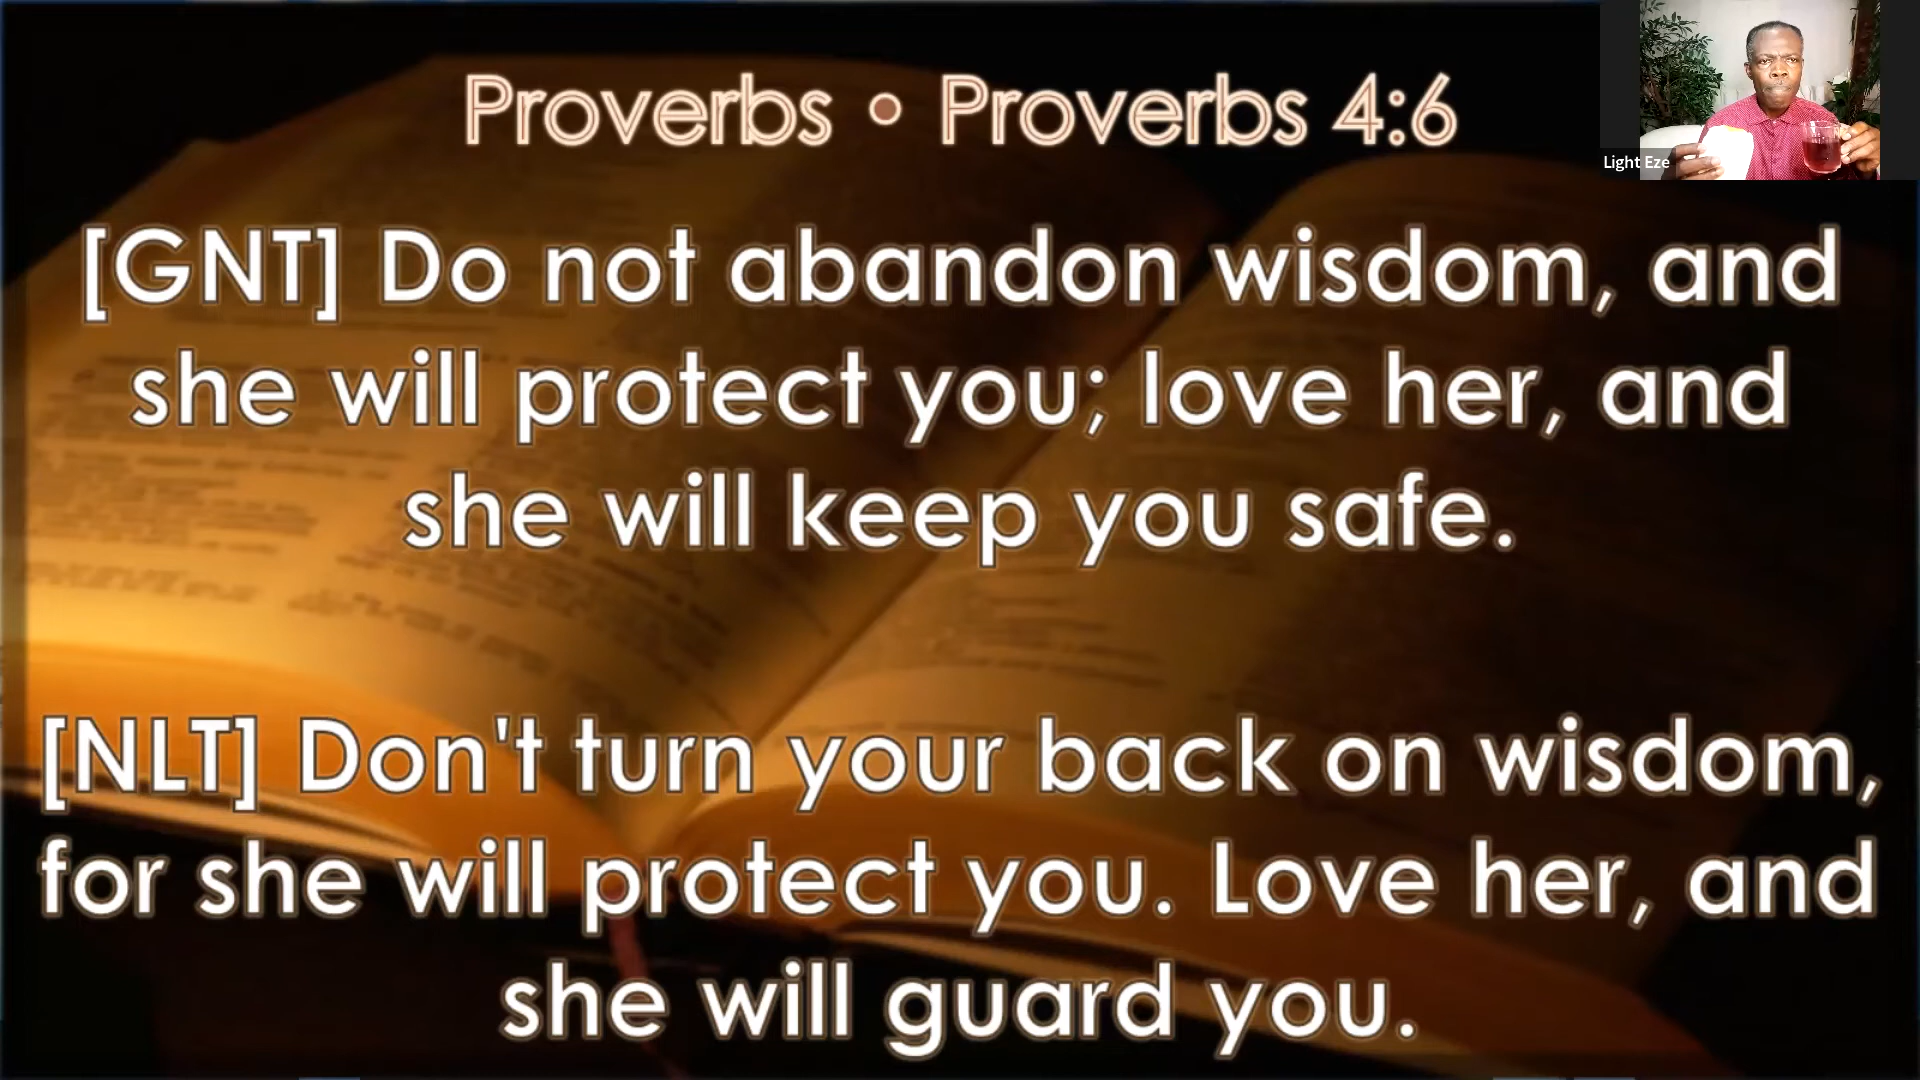 Proverbs • Proverbs 4:6
Light Eze
[GNT] Do not abandon wisdom, and
she will protect you; love her, and
she will keep you safe.
[NLT] Don't turn your back on wisdom,
for she will protect you. Love her, and
she will guard you.